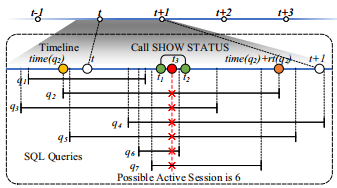 t-1 t t+1 t+2 t+3
Timeline Call SHOW STATUS
time(q2) t t3 time(q2)+rt(q2) t+1
t1 t2
q1
q2
q3
q4
q5
SQL Queries q6
q7
Possible Active Session is 6